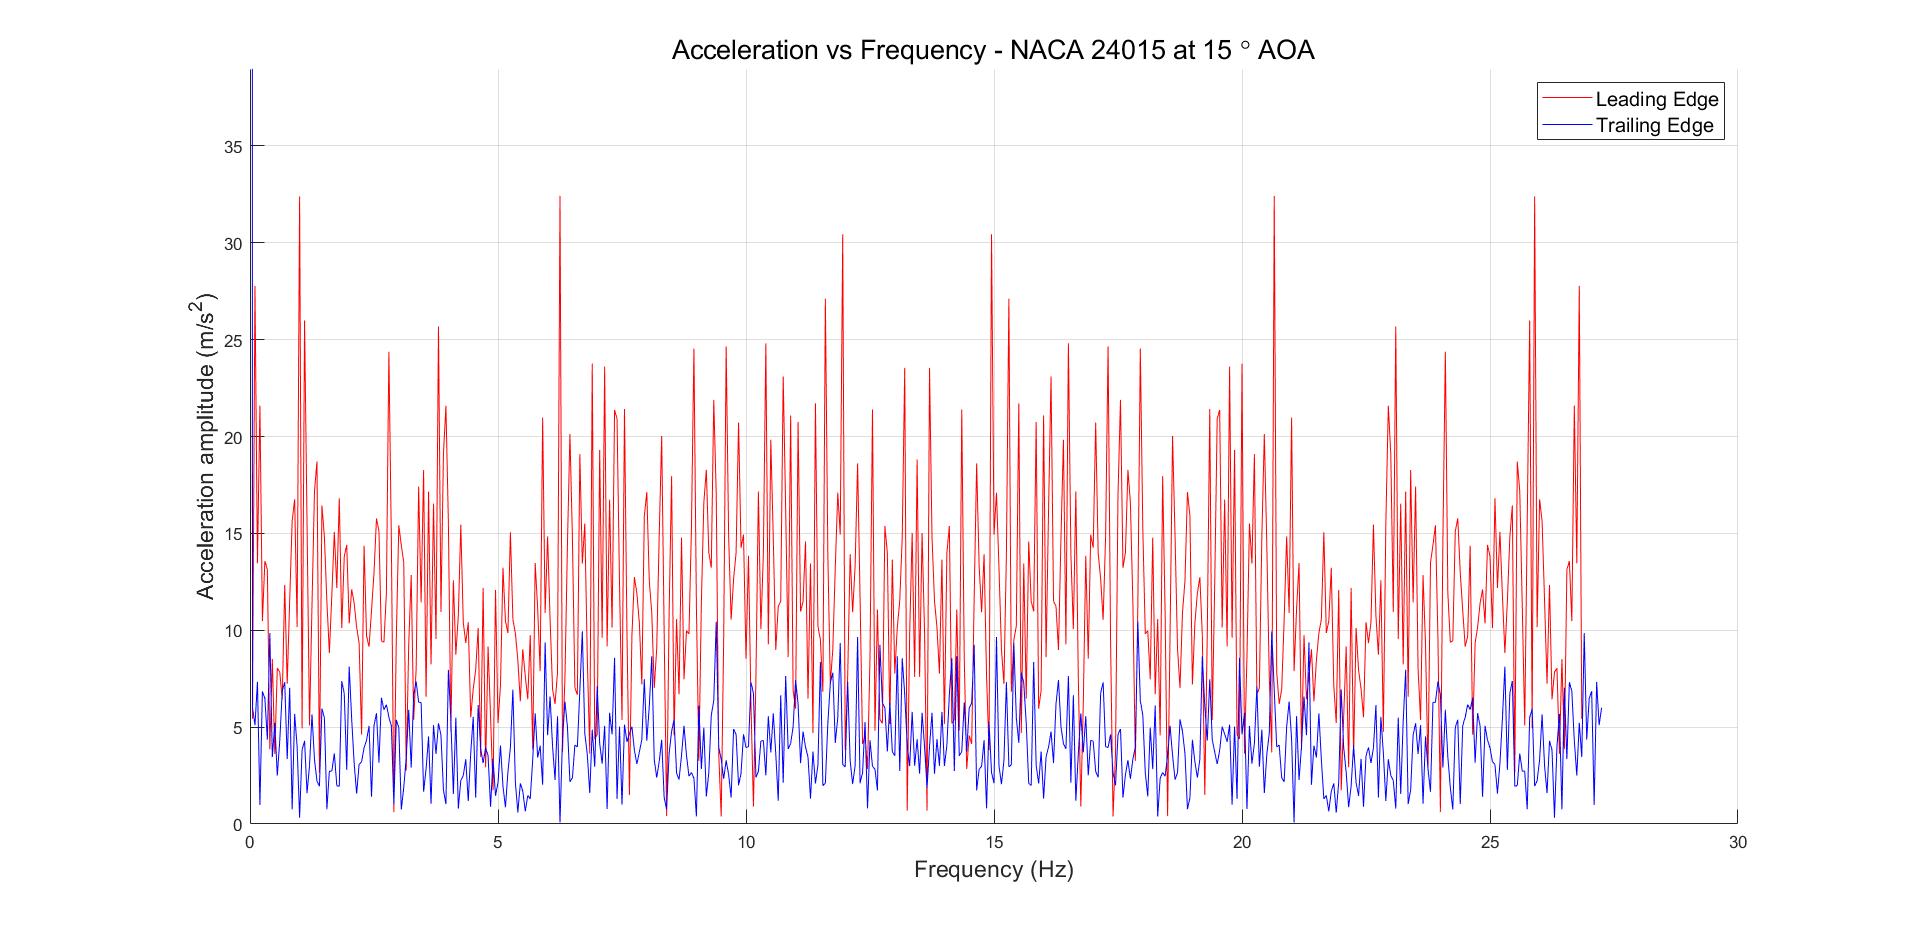 Acceleration vs Frequency - NACA 24015 at 15 ° AOA
Leading Edge
Trailing Edge
35
30
25
20
15
10
5
0
Acceleration amplitude (m/s²)
0 5 10 15 20 25 30
Frequency (Hz)